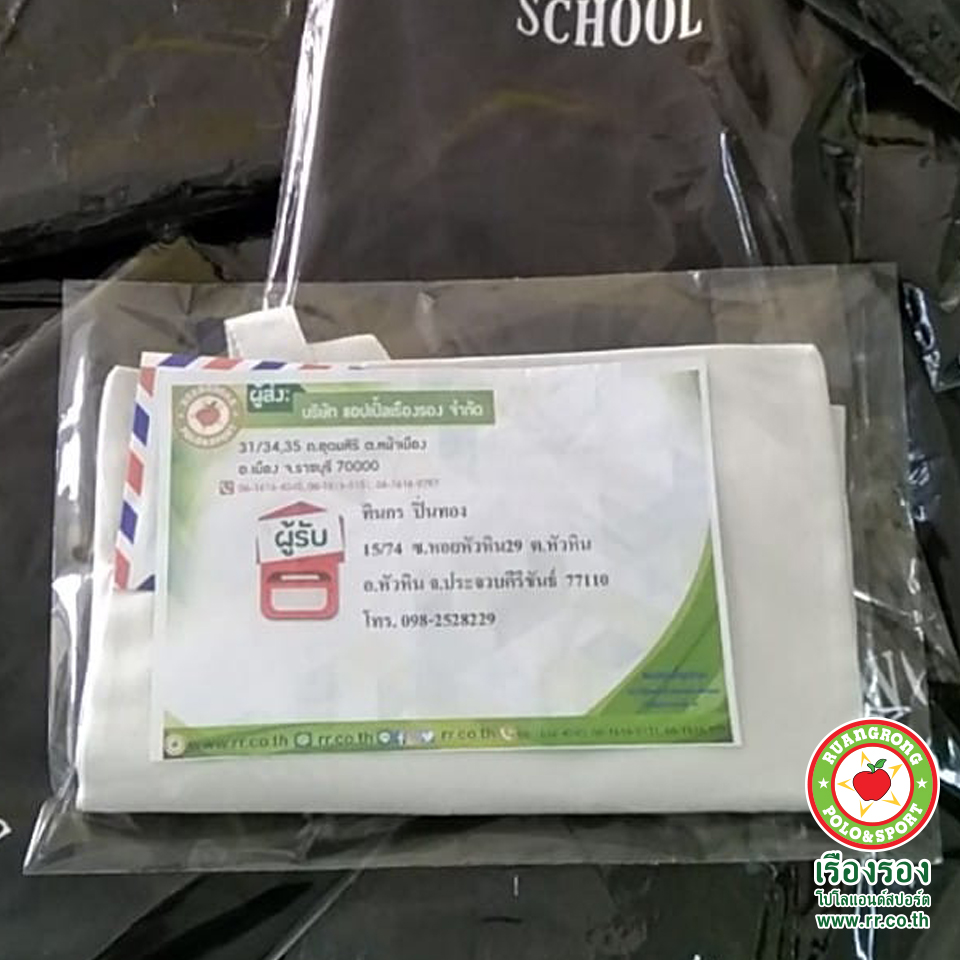 SCHOOL
RUANGRONG
POLO&SPORT
ผู้ส่ง:
บริษัท แอปเปิ้ลเรืองรอง จำกัด
31/34,35 ถ.อุดมศิริ ต.หน้าเมือง
อ.เมือง จ.ราชบุรี 70000
ผู้รับ
ทินกร ปิ่นทอง
15/74 ซ.หอยหัวหิน29 ต.หัวหิน
อ.หัวหิน จ.ประจวบคีรีขันธ์ 77110
โทร. 098-2528229
www.rr.co.th rr.co.th rr.co.th
RUANGRONG
POLO&SPORT
เรืองรอง
โปโลแอนด์สปอร์ต
www.rr.co.th